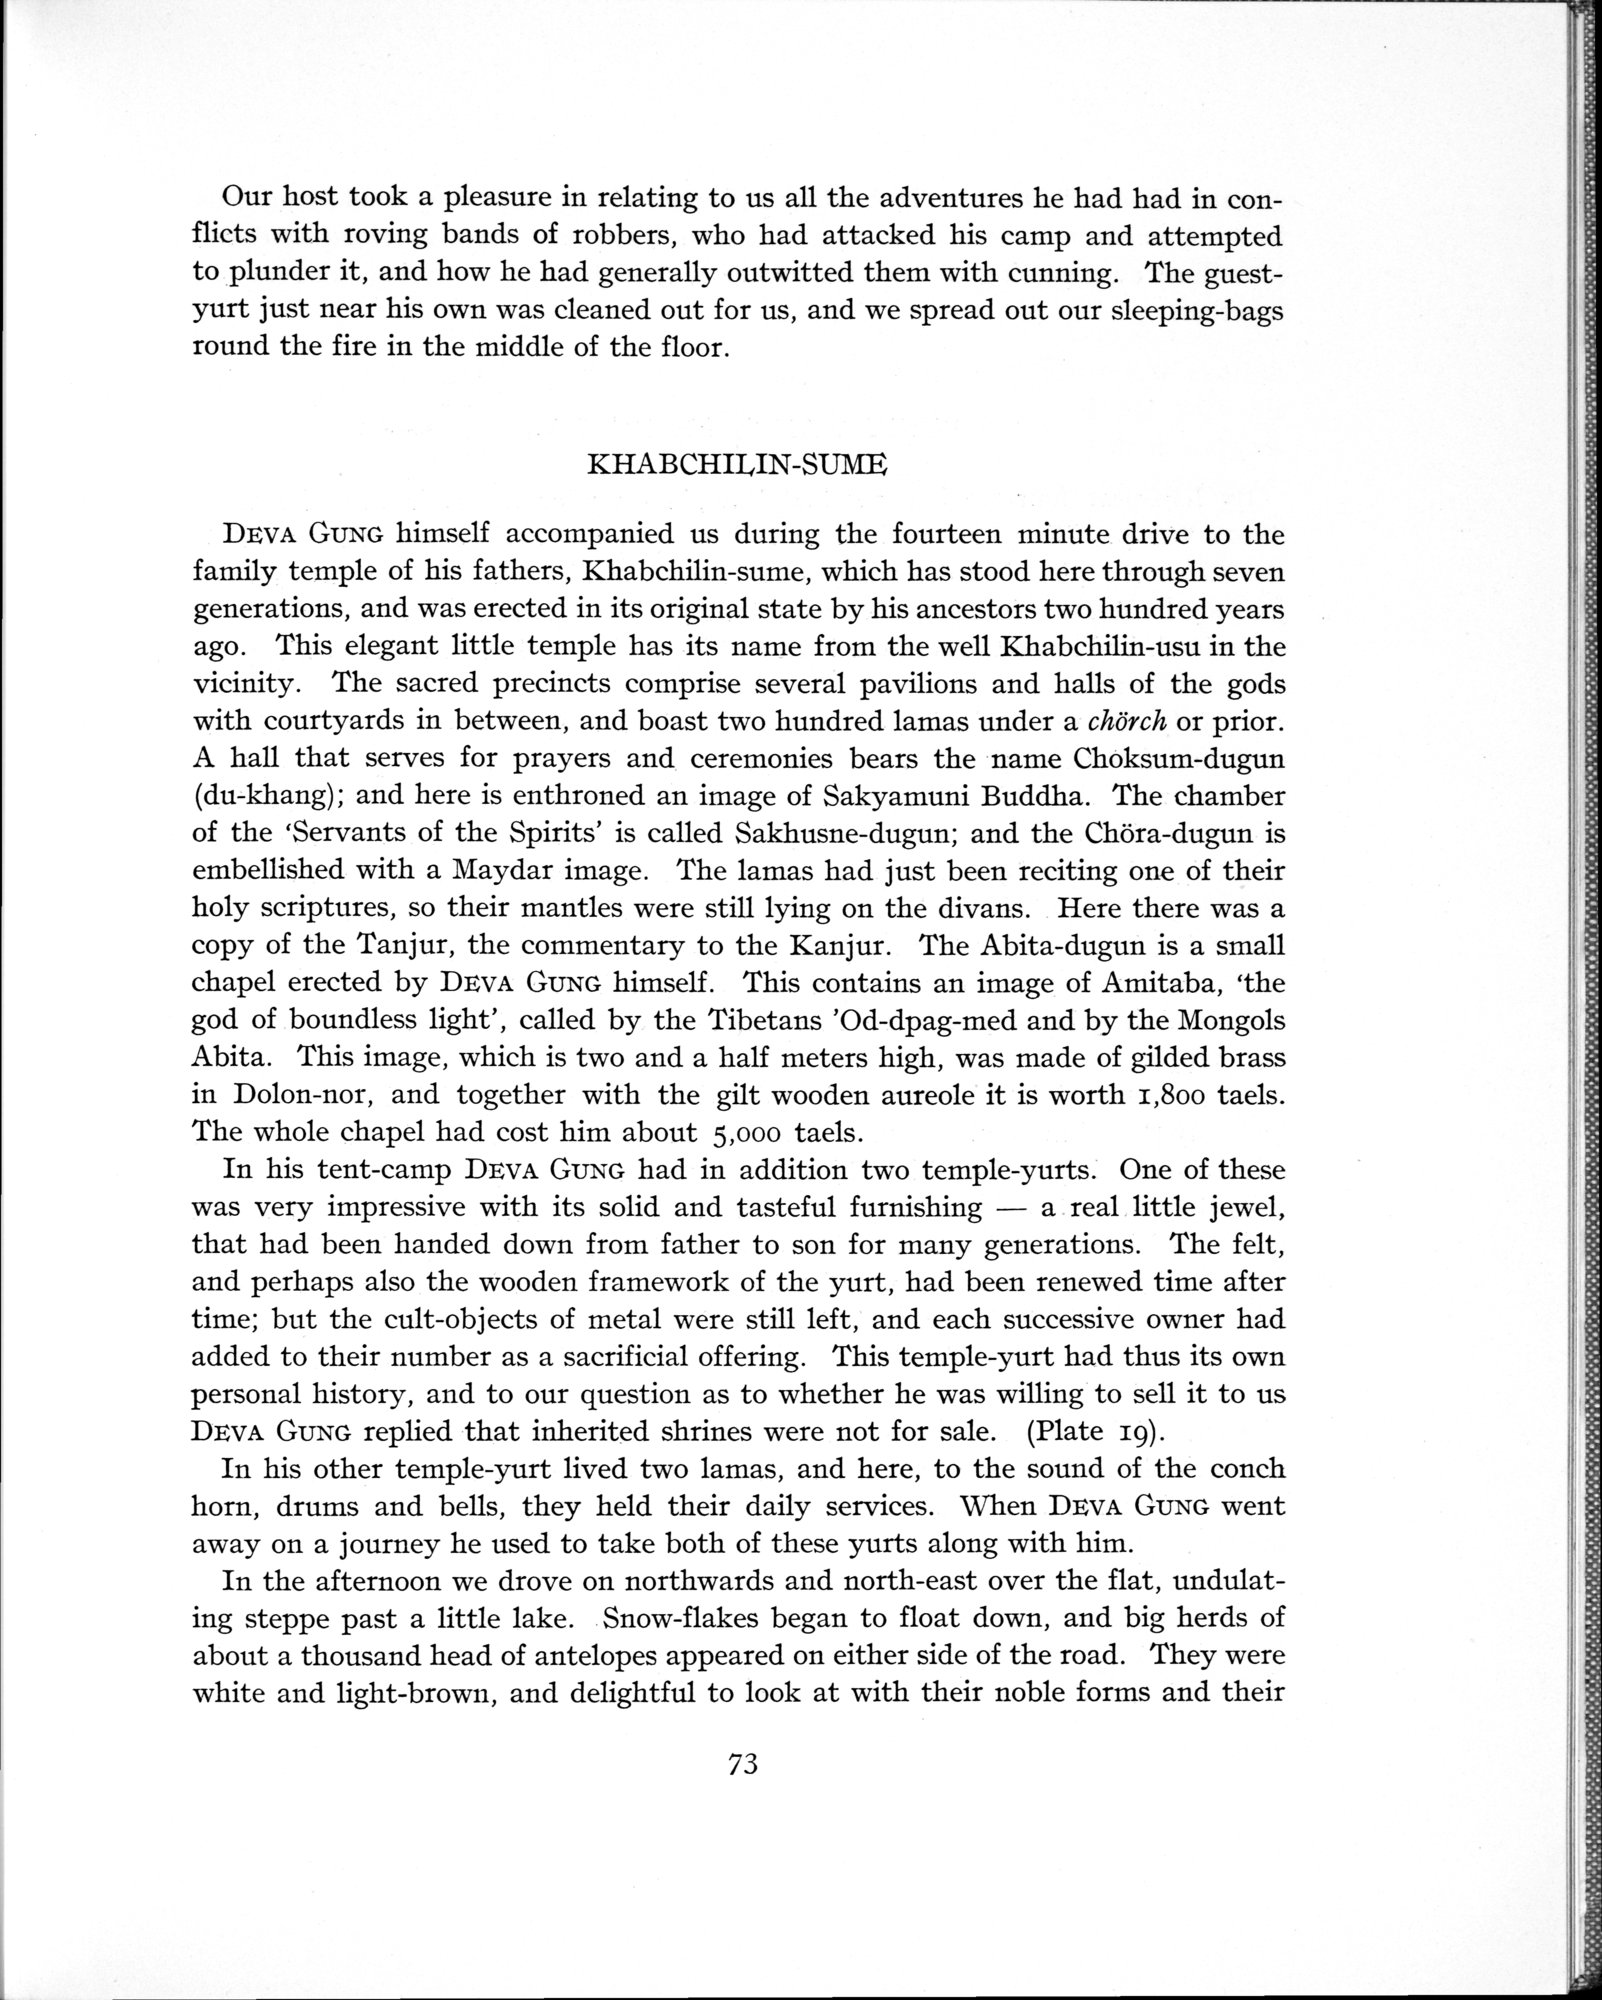 Our host took a pleasure in relating to us all the adventures he had had in con-
flicts with roving bands of robbers, who had attacked his camp and attempted
to plunder it, and how he had generally outwitted them with cunning. The guest-
yurt just near his own was cleaned out for us, and we spread out our sleeping-bags
round the fire in the middle of the floor.
KHABCHILIN-SUME
DEVA GUNG himself accompanied us during the fourteen minute drive to the
family temple of his fathers, Khabchilin-sume, which has stood here through seven
generations, and was erected in its original state by his ancestors two hundred years
ago. This elegant little temple has its name from the well Khabchilin-usu in the
vicinity. The sacred precincts comprise several pavilions and halls of the gods
with courtyards in between, and boast two hundred lamas under a chörch or prior.
A hall that serves for prayers and ceremonies bears the name Choksum-dugun
(du-khang); and here is enthroned an image of Sakyamuni Buddha. The chamber
of the ‘Servants of the Spirits’ is called Sakhusne-dugun; and the Chöra-dugun is
embellished with a Maydar image. The lamas had just been reciting one of their
holy scriptures, so their mantles were still lying on the divans. Here there was a
copy of the Tanjur, the commentary to the Kanjur. The Abita-dugun is a small
chapel erected by DEVA GUNG himself. This contains an image of Amitaba, ‘the
god of boundless light’, called by the Tibetans ’Od-dpag-med and by the Mongols
Abita. This image, which is two and a half meters high, was made of gilded brass
in Dolon-nor, and together with the gilt wooden aureole it is worth 1,800 taels.
The whole chapel had cost him about 5,000 taels.
In his tent-camp DEVA GUNG had in addition two temple-yurts. One of these
was very impressive with its solid and tasteful furnishing — a real little jewel,
that had been handed down from father to son for many generations. The felt,
and perhaps also the wooden framework of the yurt, had been renewed time after
time; but the cult-objects of metal were still left, and each successive owner had
added to their number as a sacrificial offering. This temple-yurt had thus its own
personal history, and to our question as to whether he was willing to sell it to us
DEVA GUNG replied that inherited shrines were not for sale. (Plate 19).
In his other temple-yurt lived two lamas, and here, to the sound of the conch
horn, drums and bells, they held their daily services. When DEVA GUNG went
away on a journey he used to take both of these yurts along with him.
In the afternoon we drove on northwards and north-east over the flat, undulat-
ing steppe past a little lake. Snow-flakes began to float down, and big herds of
about a thousand head of antelopes appeared on either side of the road. They were
white and light-brown, and delightful to look at with their noble forms and their
73